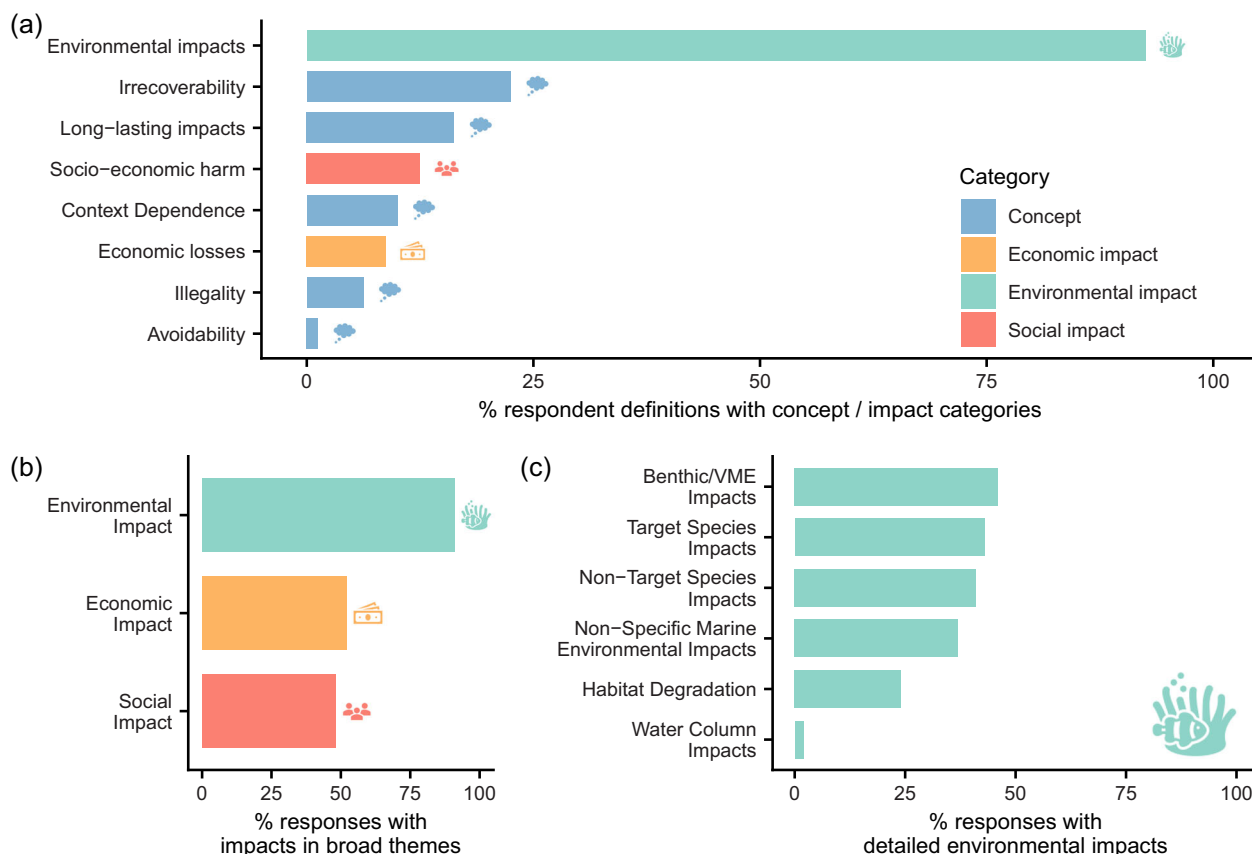 (a)
Environmental impacts
Irrecoverability
Long−lasting impacts
Socio−economic harm
Context Dependence
Economic losses
Illegality
Avoidability
Category
Concept
Economic impact
Environmental impact
Social impact
0
25
50
75
100
% respondent definitions with concept / impact categories
(b)
Environmental
Impact
Economic
Impact
Social
Impact
0
25
50
75
100
% responses with
impacts in broad themes
(c)
Benthic/VME
Impacts
Target Species
Impacts
Non−Target Species
Impacts
Non−Specific Marine
Environmental Impacts
Habitat Degradation
Water Column
Impacts
0
25
50
75
100
% responses with
detailed environmental impacts